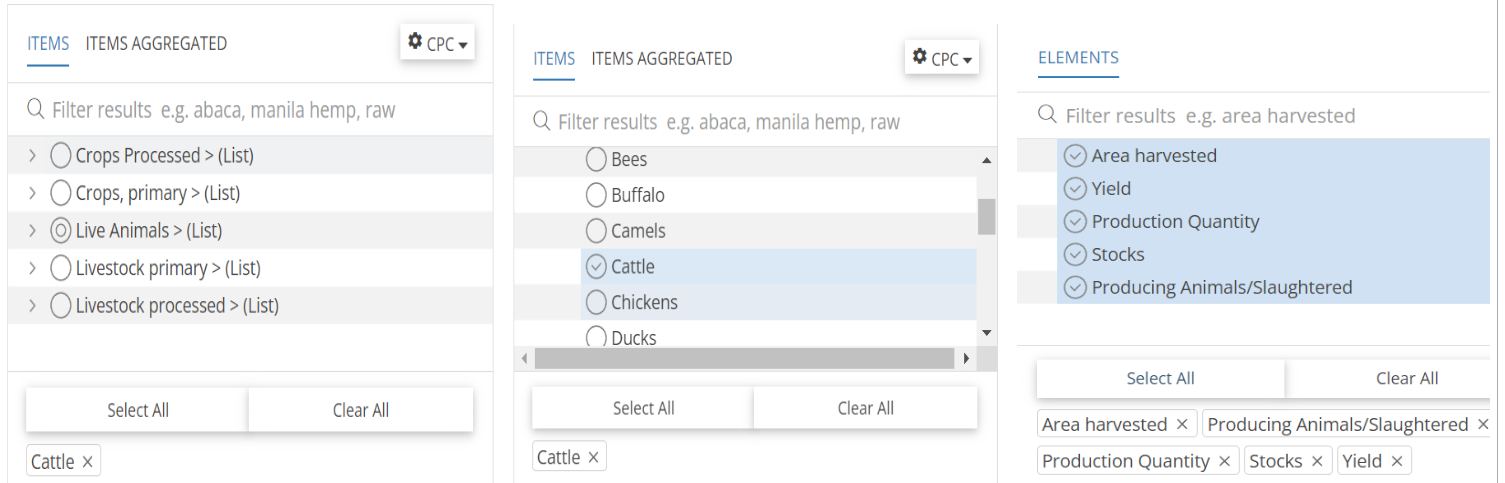 ITEMS ITEMS AGGREGATED CPC
Filter results e.g. abaca, manila hemp, raw
Crops Processed > (List)
Crops, primary > (List)
Live Animals > (List)
Livestock primary > (List)
Livestock processed > (List)
Select All Clear All
Cattle ×
ITEMS ITEMS AGGREGATED CPC
Filter results e.g. abaca, manila hemp, raw
Bees
Buffalo
Camels
Cattle
Chickens
Ducks
Select All Clear All
Cattle ×
ELEMENTS
Filter results e.g. area harvested
Area harvested
Yield
Production Quantity
Stocks
Producing Animals/Slaughtered
Select All Clear All
Area harvested × Producing Animals/Slaughtered ×
Production Quantity × Stocks × Yield ×